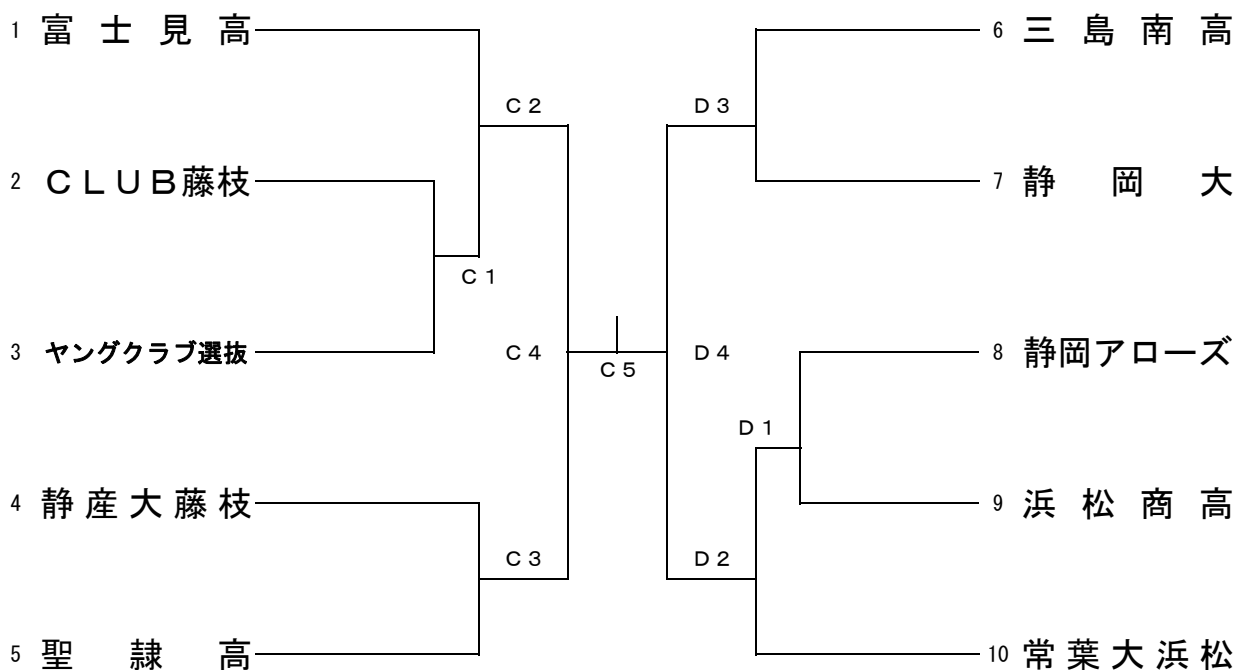 1 富士見高
C2
2 CLUB藤枝
C1
3 ヤングクラブ選抜
C4
4 静産大藤枝
C3
5 聖隷高
C5
6 三島南高
D3
7 静岡大
D4
8 静岡アローズ
D1
9 浜松商高
D2
10 常葉大浜松